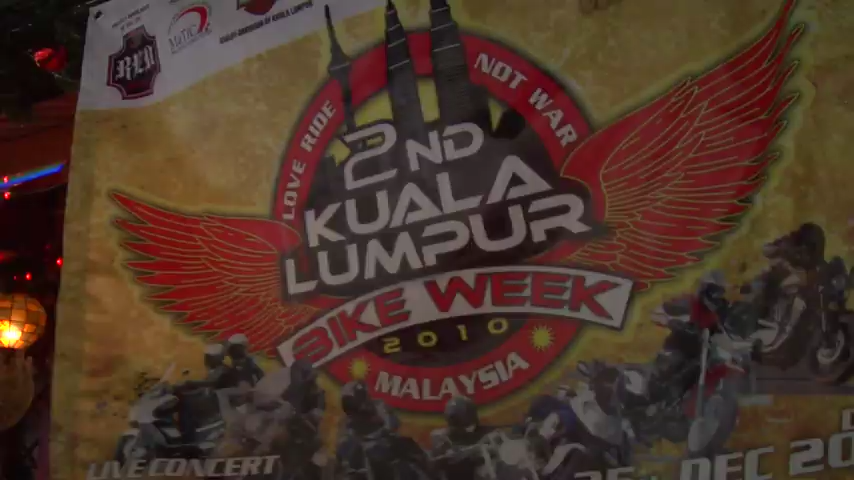 LOVE RIDE NOT WAR
2ND
KUALA
LUMPUR
BIKE WEEK
2010
MALAYSIA
LIVE CONCERT
DEC